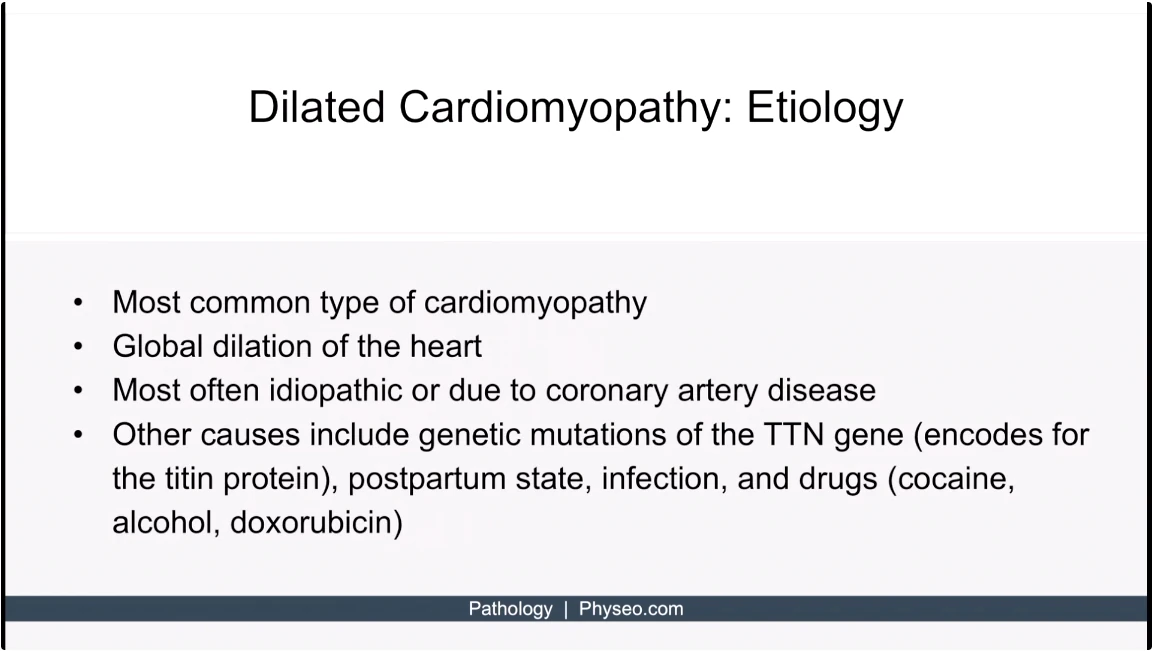 Dilated Cardiomyopathy: Etiology
• Most common type of cardiomyopathy
• Global dilation of the heart
• Most often idiopathic or due to coronary artery disease
• Other causes include genetic mutations of the TTN gene (encodes for
the titin protein), postpartum state, infection, and drugs (cocaine,
alcohol, doxorubicin)
Pathology | Physeo.com